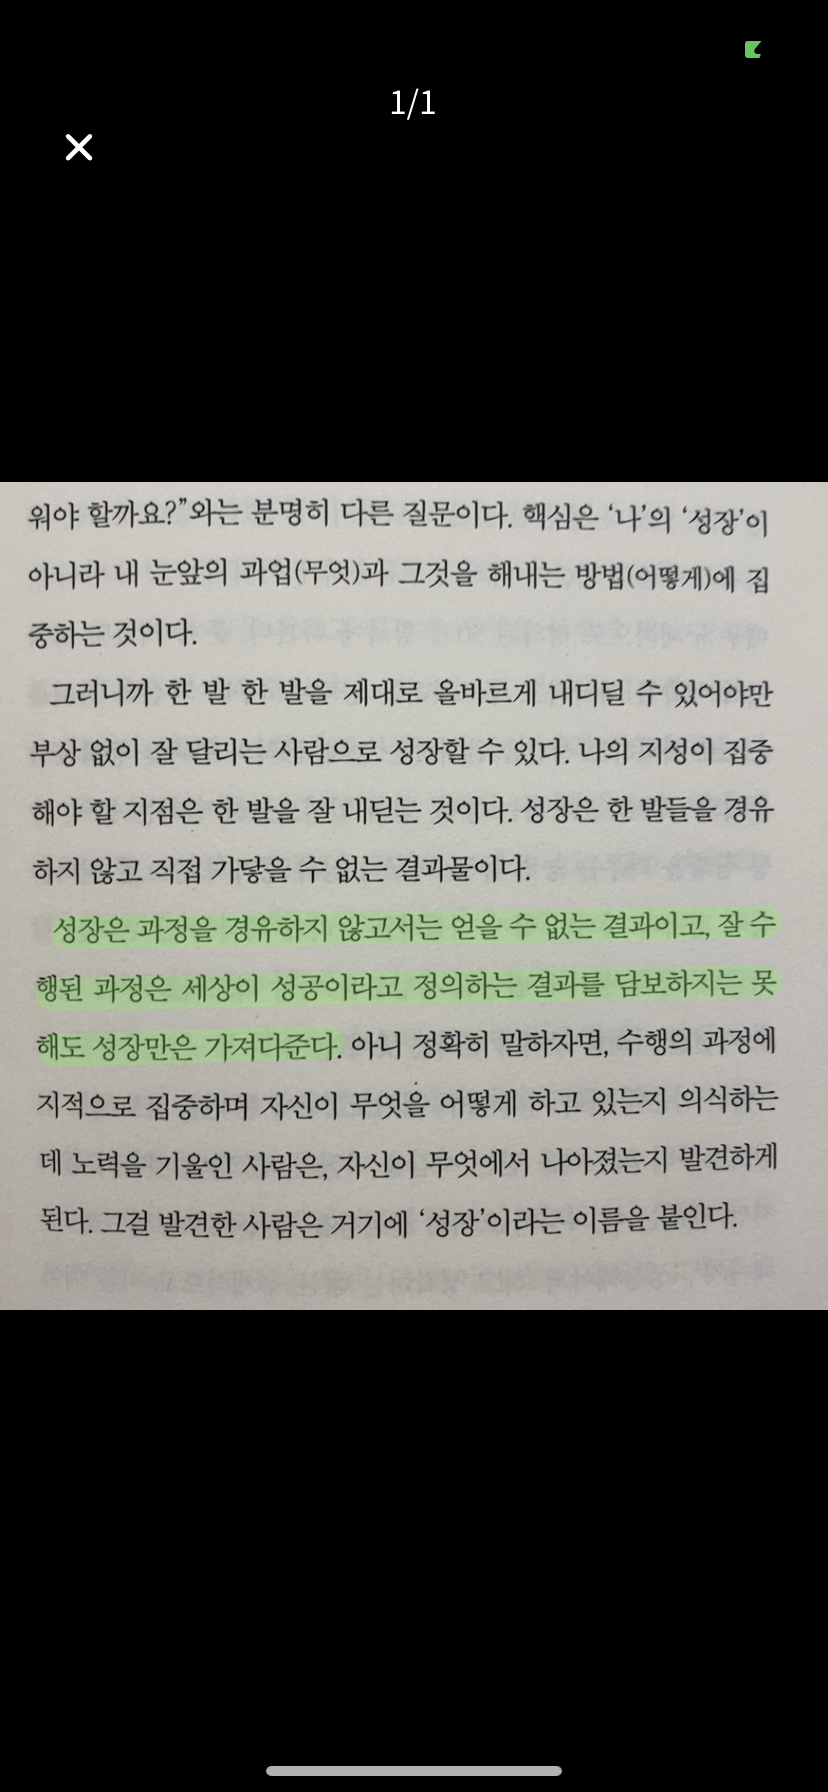 1/1
워야 할까요?”와는 분명히 다른 질문이다. 핵심은 ‘나’의 ‘성장’이
아니라 내 눈앞의 과업(무엇)과 그것을 해내는 방법(어떻게)에 집
중하는 것이다.
그러니까 한 발 한 발을 제대로 올바르게 내디딜 수 있어야만
부상 없이 잘 달리는 사람으로 성장할 수 있다. 나의 지성이 집중
해야 할 지점은 한 발을 잘 내딛는 것이다. 성장은 한 발들을 경유
하지 않고 직접 가닿을 수 없는 결과물이다.
성장은 과정을 경유하지 않고서는 얻을 수 없는 결과이고, 잘 수
행된 과정은 세상이 성공이라고 정의하는 결과를 담보하지는 못
해도 성장만은 가져다준다. 아니 정확히 말하자면, 수행의 과정에
지적으로 집중하며 자신이 무엇을 어떻게 하고 있는지 의식하는
데 노력을 기울인 사람은, 자신이 무엇에서 나아졌는지 발견하게
된다. 그걸 발견한 사람은 거기에 ‘성장’이라는 이름을 붙인다.